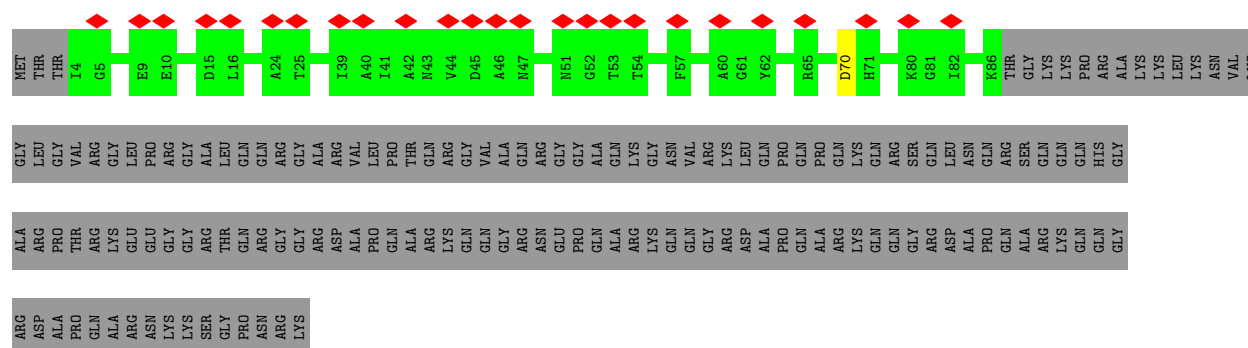 MET THR THR I4 G5 E9 E10 D15 L16 A24 T25 I39 A40 I41 A42 N43 V44 D45 A46 N47 N51 G52 T53 T54 F57 A60 G61 Y62 R65 D70 H71 K80 G81 I82 K86 THR GLY LYS LYS PRO ARG ALA LYS LYS LEU LYS ASN VAL
GLY LEU GLY VAL ARG GLY LEU PRO ARG GLY ALA LEU GLN GLN ARG GLY ALA ARG VAL LEU PRO THR GLN ARG GLY VAL ALA GLN ARG GLY GLY ALA GLN LYS GLY ASN VAL ARG LYS LEU GLN PRO GLN PRO GLN LYS GLN ARG SER GLN LEU ASN GLN ARG SER GLN GLN GLN HIS GLY
ALA ARG PRO THR ARG LYS GLU GLU GLY GLY ARG THR GLN ARG GLY GLY ARG ASP ALA PRO GLN ALA ARG LYS GLN GLN GLY ARG ASN GLU PRO GLN ALA ARG LYS GLN GLN GLY ARG ASP ALA PRO GLN ALA ARG LYS GLN GLN GLY ARG ASP ALA PRO GLN ALA ARG LYS GLN GLN GLY
ARG ASP ALA PRO GLN ALA ARG ASN LYS LYS SER GLY PRO ASN ARG LYS